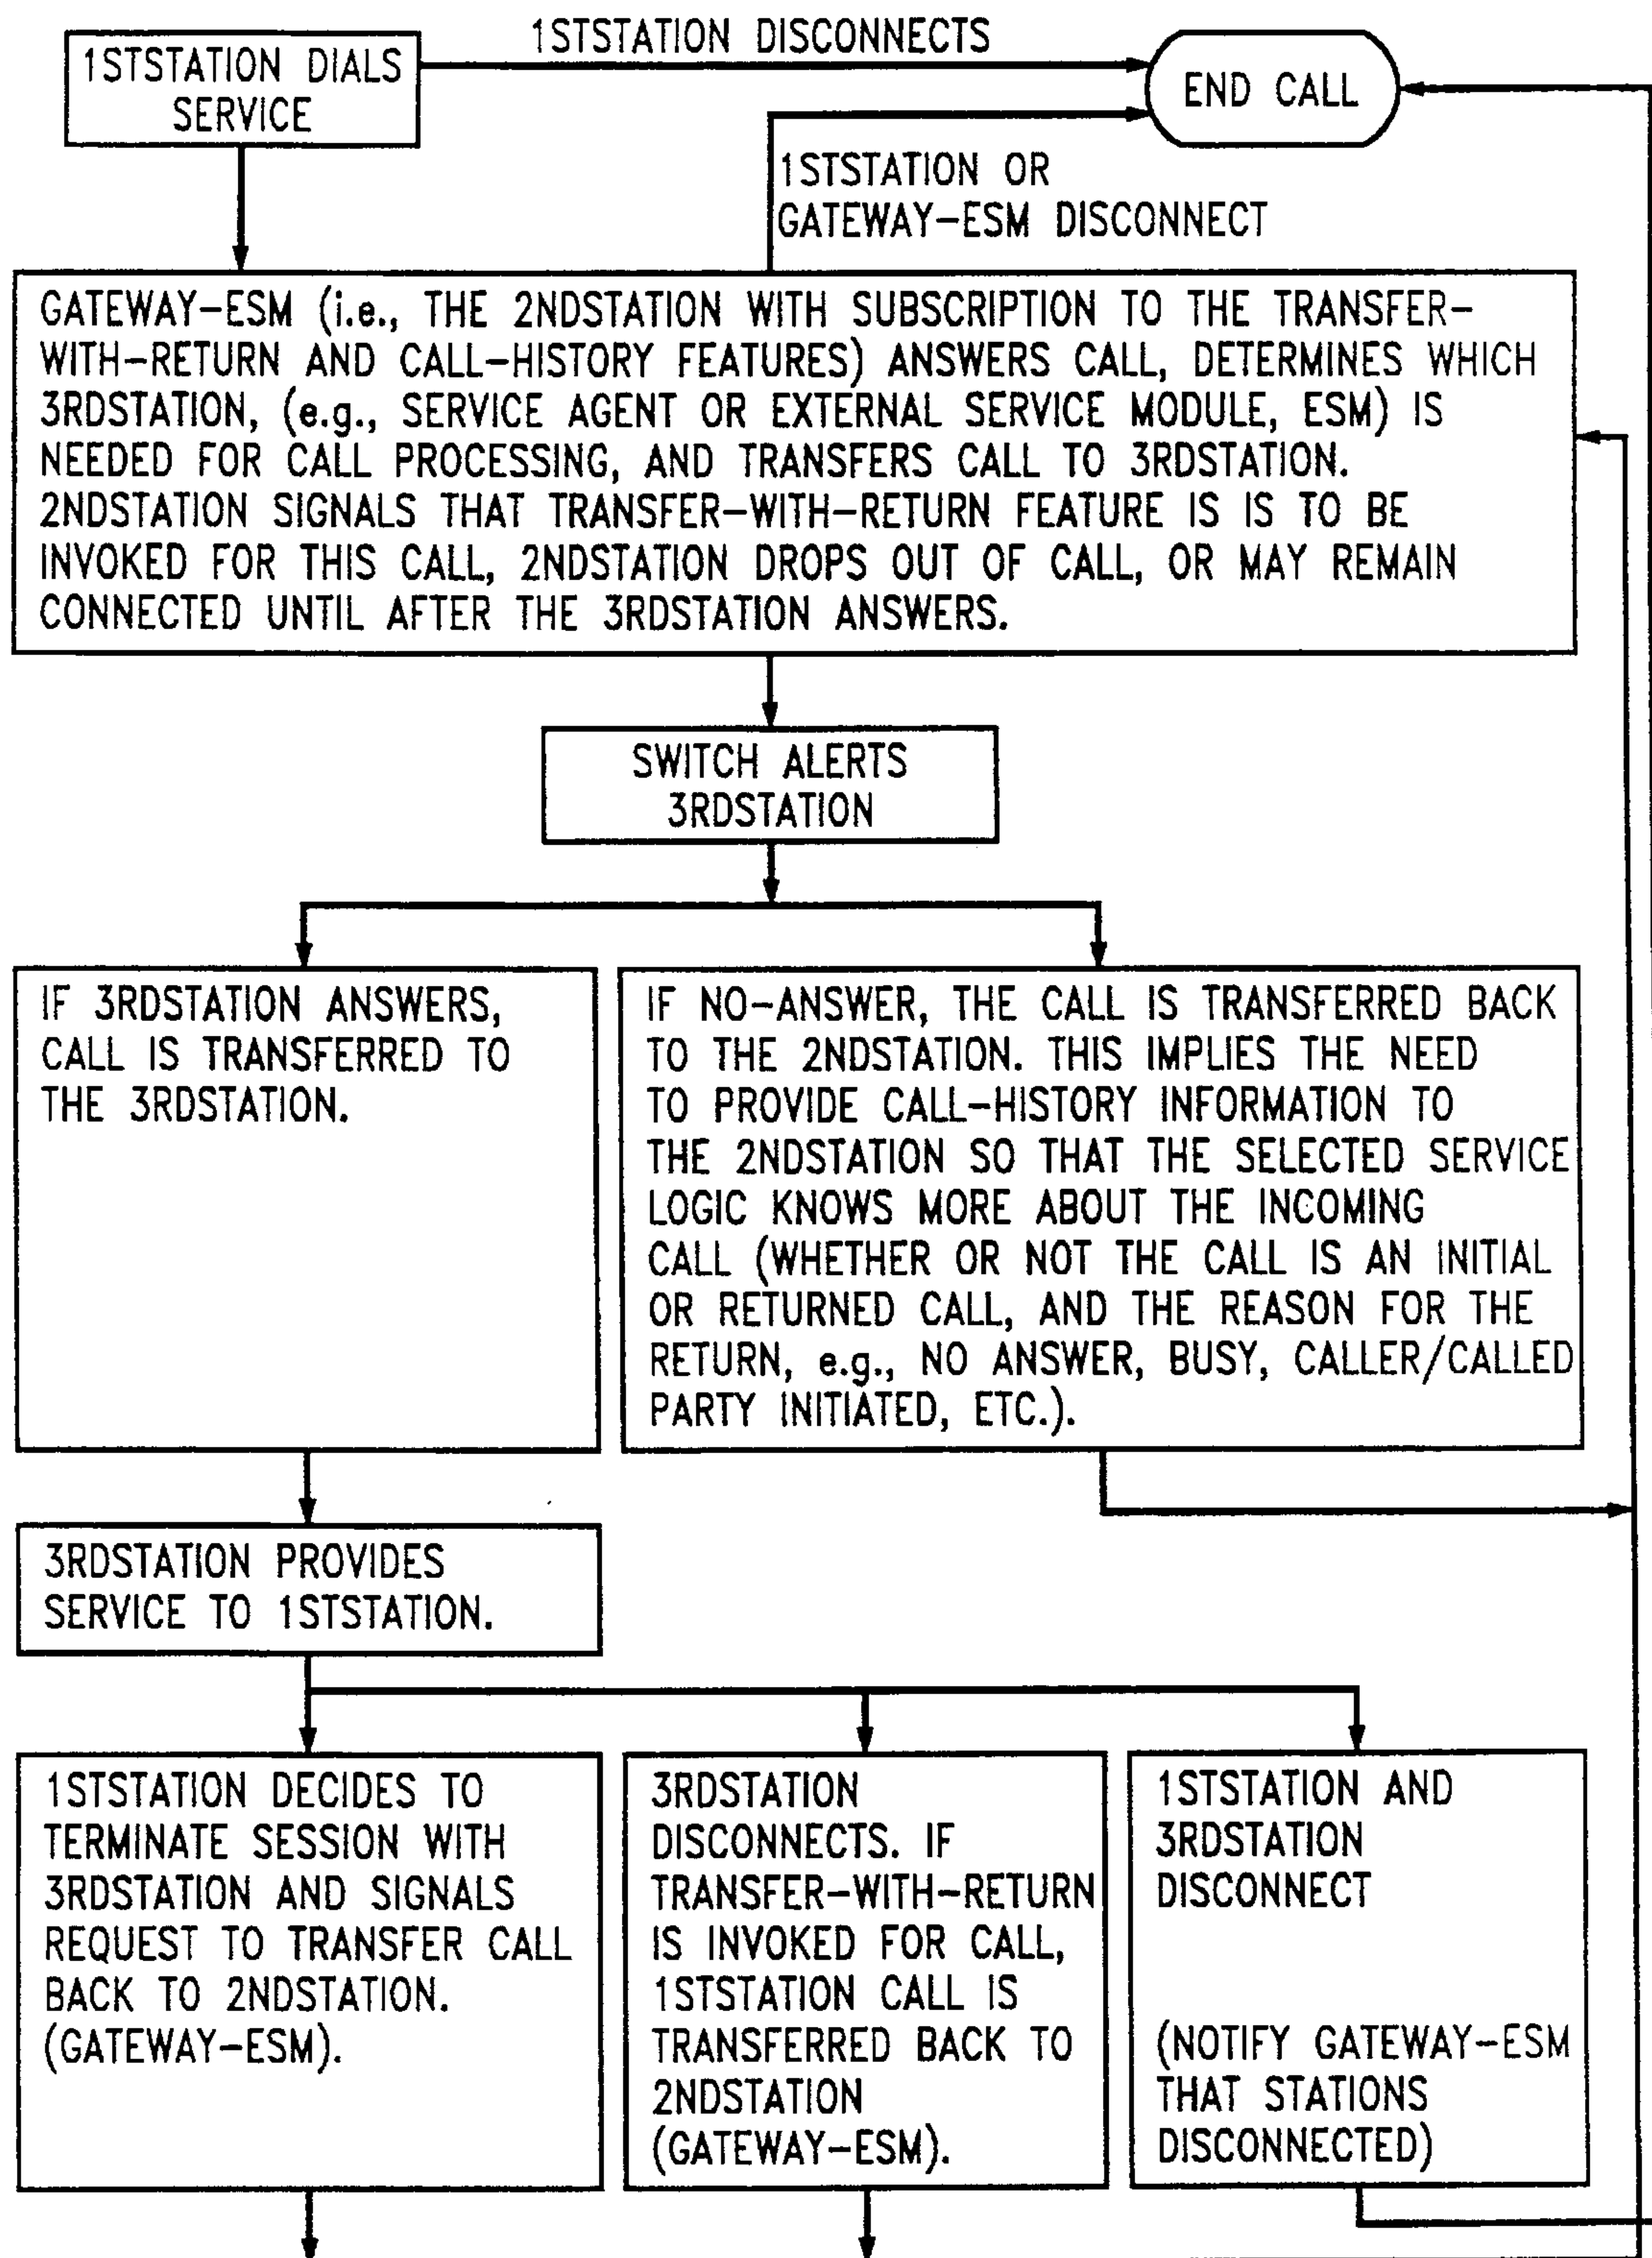 1STSTATION DIALS
SERVICE
1STSTATION DISCONNECTS
END CALL
1STSTATION OR
GATEWAY-ESM DISCONNECT
GATEWAY-ESM (i.e., THE 2NDSTATION WITH SUBSCRIPTION TO THE TRANSFER-
WITH-RETURN AND CALL-HISTORY FEATURES) ANSWERS CALL, DETERMINES WHICH
3RDSTATION, (e.g., SERVICE AGENT OR EXTERNAL SERVICE MODULE, ESM) IS
NEEDED FOR CALL PROCESSING, AND TRANSFERS CALL TO 3RDSTATION.
2NDSTATION SIGNALS THAT TRANSFER-WITH-RETURN FEATURE IS IS TO BE
INVOKED FOR THIS CALL, 2NDSTATION DROPS OUT OF CALL, OR MAY REMAIN
CONNECTED UNTIL AFTER THE 3RDSTATION ANSWERS.
SWITCH ALERTS
3RDSTATION
IF 3RDSTATION ANSWERS,
CALL IS TRANSFERRED TO
THE 3RDSTATION.
IF NO-ANSWER, THE CALL IS TRANSFERRED BACK
TO THE 2NDSTATION. THIS IMPLIES THE NEED
TO PROVIDE CALL-HISTORY INFORMATION TO
THE 2NDSTATION SO THAT THE SELECTED SERVICE
LOGIC KNOWS MORE ABOUT THE INCOMING
CALL (WHETHER OR NOT THE CALL IS AN INITIAL
OR RETURNED CALL, AND THE REASON FOR THE
RETURN, e.g., NO ANSWER, BUSY, CALLER/CALLED
PARTY INITIATED, ETC.).
3RDSTATION PROVIDES
SERVICE TO 1STSTATION.
1STSTATION DECIDES TO
TERMINATE SESSION WITH
3RDSTATION AND SIGNALS
REQUEST TO TRANSFER CALL
BACK TO 2NDSTATION.
(GATEWAY-ESM).
3RDSTATION
DISCONNECTS. IF
TRANSFER-WITH-RETURN
IS INVOKED FOR CALL,
1STSTATION CALL IS
TRANSFERRED BACK TO
2NDSTATION
(GATEWAY-ESM).
1STSTATION AND
3RDSTATION
DISCONNECT
(NOTIFY GATEWAY-ESM
THAT STATIONS
DISCONNECTED)